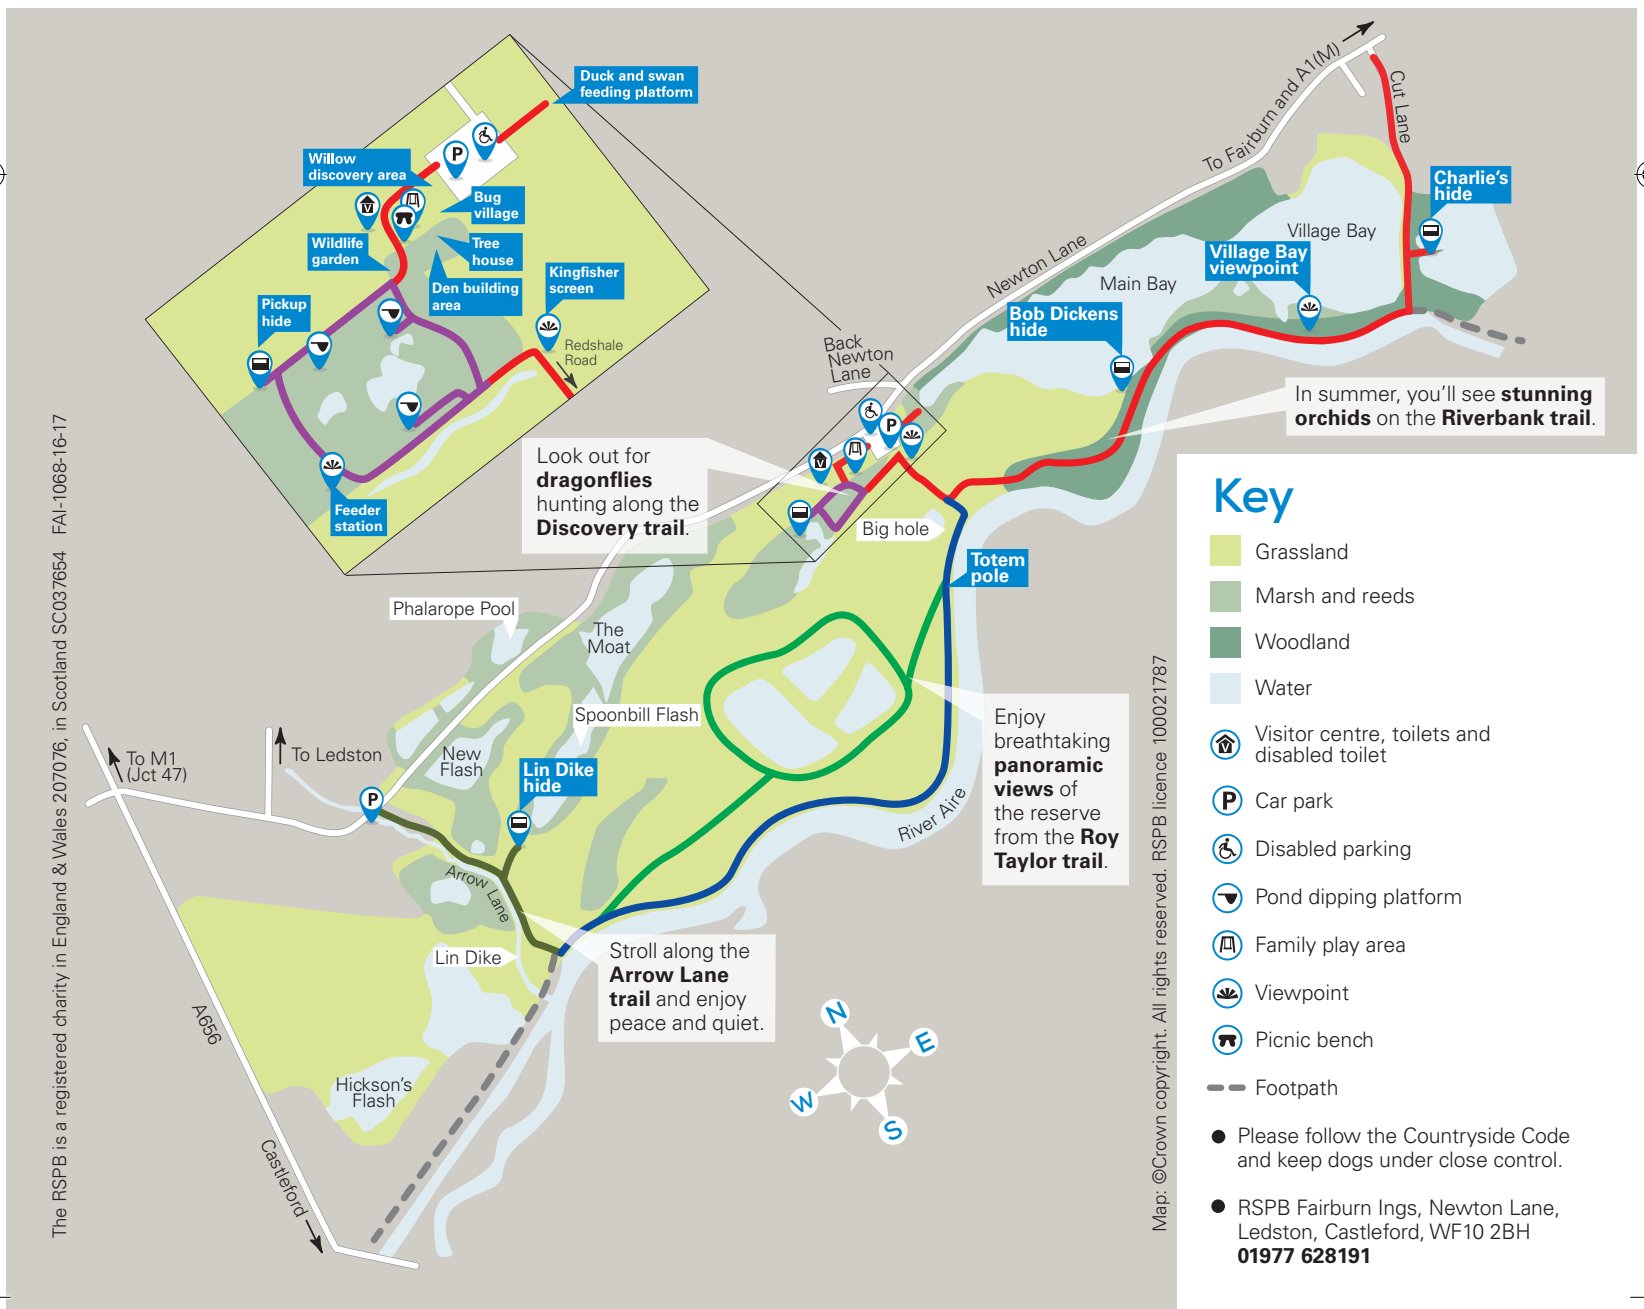 Duck and swan
feeding platform
P
Willow
discovery area
V
Bug
village
Wildlife
garden
Tree
house
Den building
area
Kingfisher
screen
Pickup
hide
Redshale
Road
Feeder
station
To Fairburn and A1(M)
Cut Lane
Charlie's
hide
Village Bay
Village Bay
viewpoint
Newton Lane
Main Bay
Bob Dickens
hide
Back
Newton
Lane
P
V
In summer, you'll see stunning
orchids on the Riverbank trail.
Look out for
dragonflies
hunting along the
Discovery trail.
Big hole
Totem
pole
Phalarope Pool
The
Moat
Spoonbill Flash
Enjoy
breathtaking
panoramic
views of
the reserve
from the Roy
Taylor trail.
To M1
(Jct 47)
To Ledston
New
Flash
Lin Dike
hide
P
River Aire
Arrow Lane
Lin Dike
Stroll along the
Arrow Lane
trail and enjoy
peace and quiet.
A656
Hickson's
Flash
Castleford
N
E
S
W
Key
Grassland
Marsh and reeds
Woodland
Water
V
Visitor centre, toilets and
disabled toilet
P
Car park
Disabled parking
Pond dipping platform
Family play area
Viewpoint
Picnic bench
Footpath
● Please follow the Countryside Code
and keep dogs under close control.
● RSPB Fairburn Ings, Newton Lane,
Ledston, Castleford, WF10 2BH
01977 628191
The RSPB is a registered charity in England & Wales 207076, in Scotland SC037654 FAI-1068-16-17
Map: ©Crown copyright. All rights reserved. RSPB licence 100021787